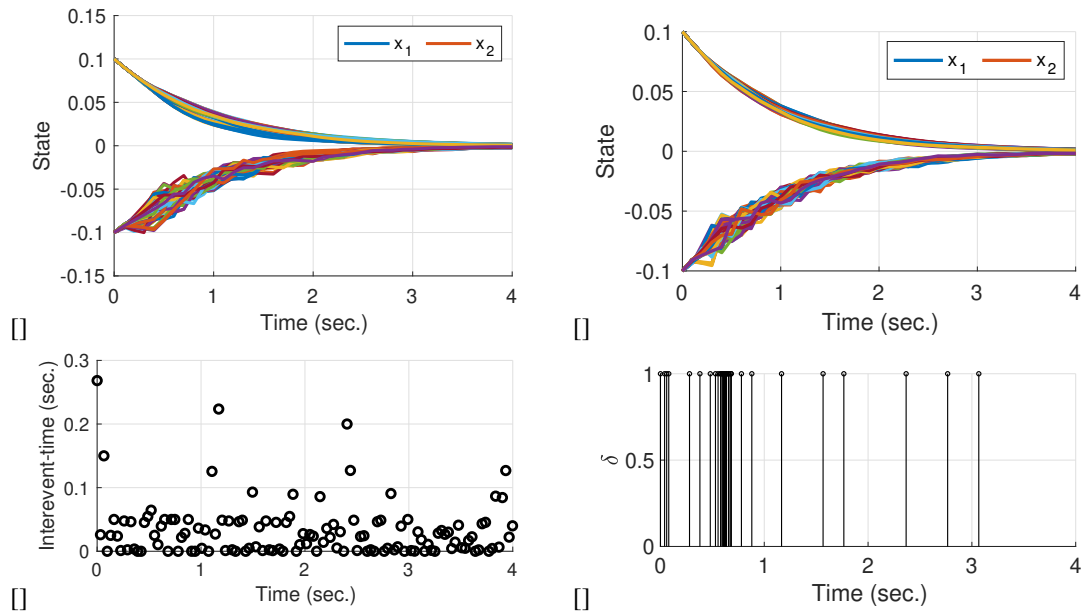 0.15
0.1
0.05
0
-0.05
-0.1
-0.15
State
x1 x2
0 1 2 3 4
Time (sec.)
[]
0.1
0.05
0
-0.05
-0.1
State
x1 x2
0 1 2 3 4
Time (sec.)
[]
0.3
0.2
0.1
0
Interevent-time (sec.)
0 1 2 3 4
Time (sec.)
[]
1
0.5
0
δ
0 1 2 3 4
Time (sec.)
[]